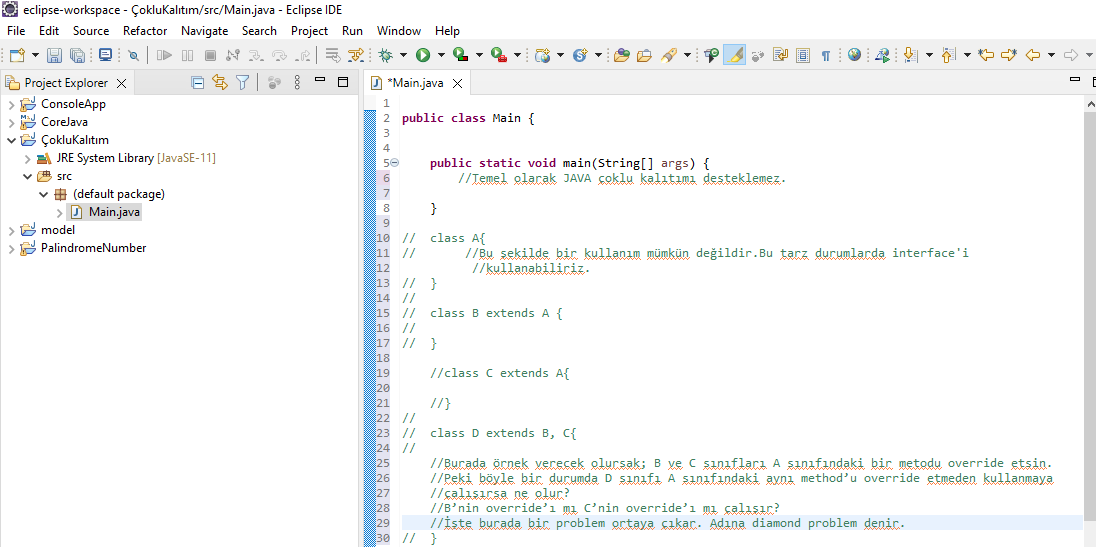 eclipse-workspace - ÇokluKalıtım/src/Main.java - Eclipse IDE
File Edit Source Refactor Navigate Search Project Run Window Help
Project Explorer
*Main.java
ConsoleApp
CoreJava
ÇokluKalıtım
JRE System Library [JavaSE-11]
src
(default package)
Main.java
model
PalindromeNumber
1
2 public class Main {
3
4
5 public static void main(String[] args) {
6 //Temel olarak JAVA çoklu kalıtımı desteklemez.
7
8 }
9
10 // class A{
11 // //Bu şekilde bir kullanım mümkün değildir.Bu tarz durumlarda interface'i
12 //kullanabiliriz.
13 // }
14 //
15 // class B extends A {
16 //
17 // }
18
19 //class C extends A{
20
21 //}
22 //
23 // class D extends B, C{
24 //
25 //Burada örnek verecek olursak; B ve C sınıfları A sınıfındaki bir metodu override etsin.
26 //Peki böyle bir durumda D sınıfı A sınıfındaki aynı method’u override etmeden kullanmaya
27 //çalışırsa ne olur?
28 //B’nin override’ı mı C’nin override’ı mı çalışır?
29 //İşte burada bir problem ortaya çıkar. Adına diamond problem denir.
30 // }